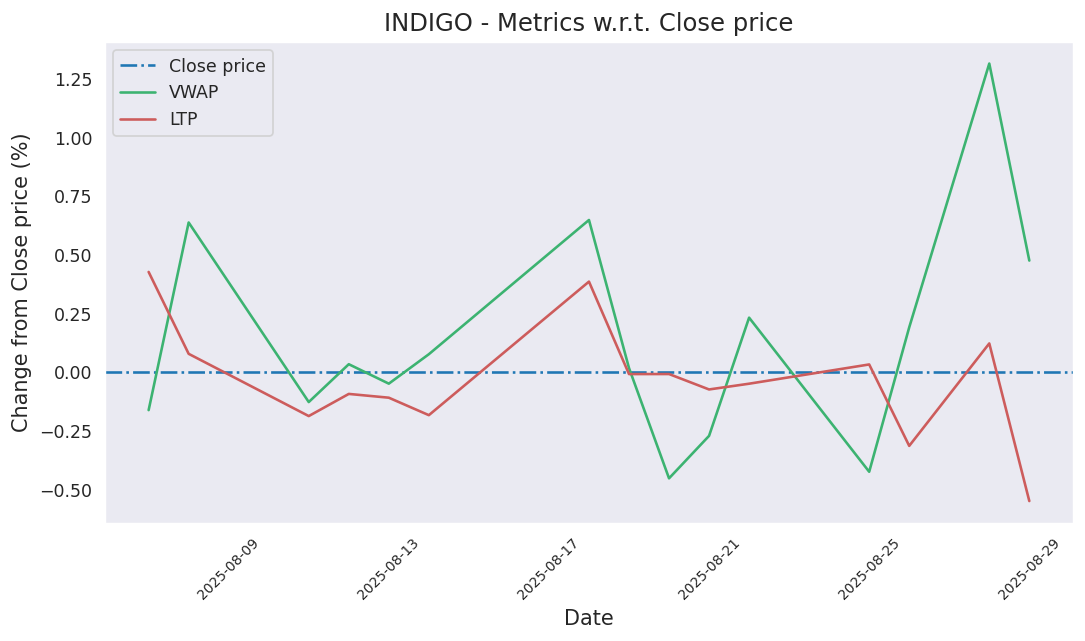 INDIGO - Metrics w.r.t. Close price
Close price
VWAP
LTP
Change from Close price (%)
1.25
1.00
0.75
0.50
0.25
0.00
−0.25
−0.50
2025-08-09
2025-08-13
2025-08-17
2025-08-21
2025-08-25
2025-08-29
Date